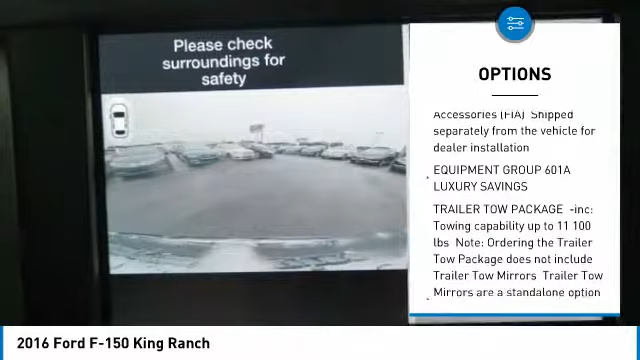 Please check
surroundings for
safety
OPTIONS
Accessories (FIA) Shipped
separately from the vehicle for
dealer installation
EQUIPMENT GROUP 601A
LUXURY SAVINGS
TRAILER TOW PACKAGE -inc:
Towing capability up to 11 100
lbs Note: Ordering the Trailer
Tow Package does not include
Trailer Tow Mirrors Trailer Tow
Mirrors are a standalone option
2016 Ford F-150 King Ranch